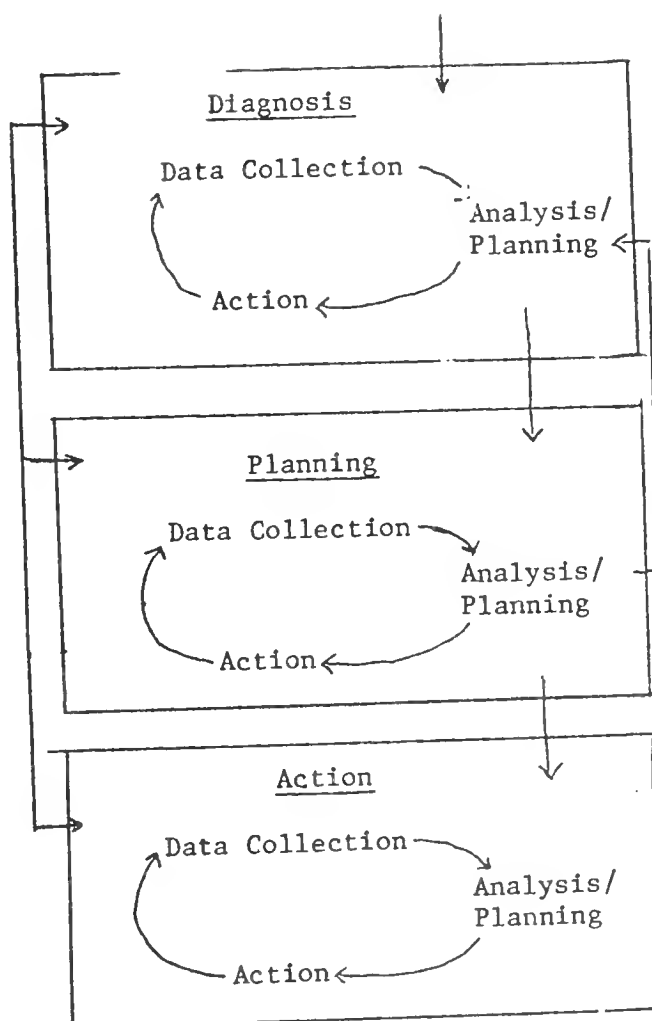 Diagnosis
Data Collection
Analysis/
Planning
Action
Planning
Data Collection
Analysis/
Planning
Action
Action
Data Collection
Analysis/
Planning
Action